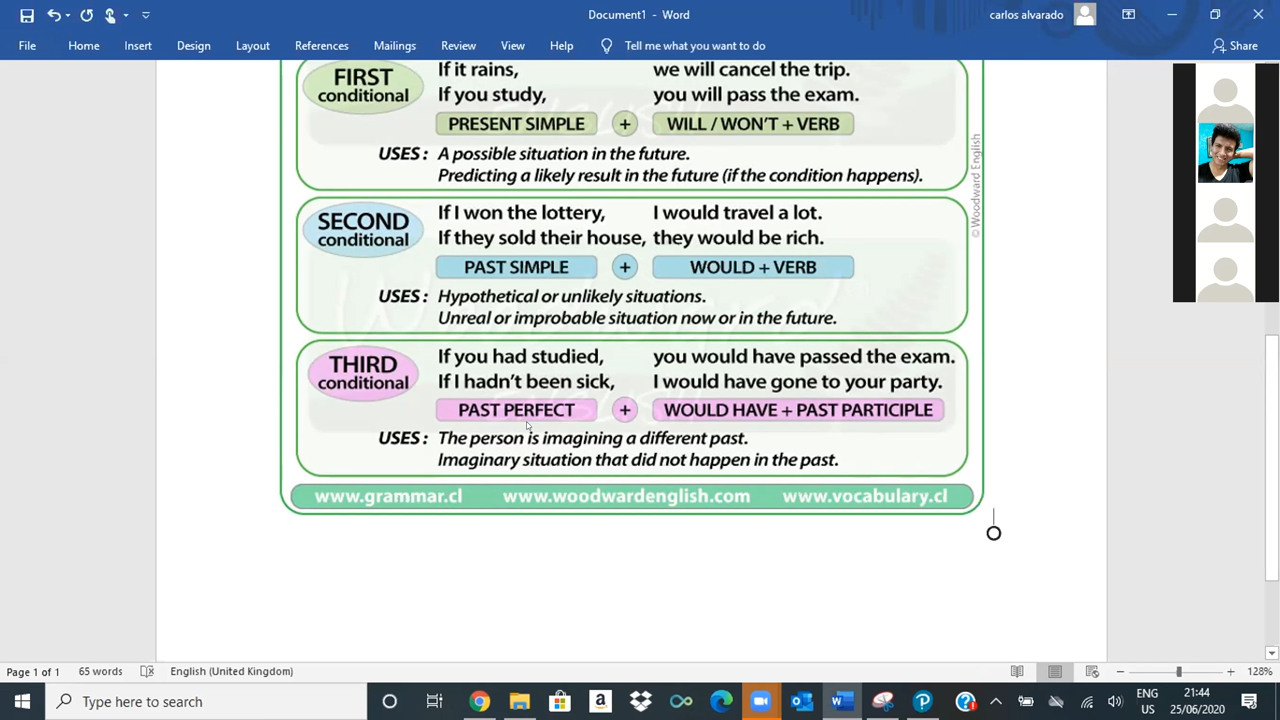 Document1 - Word
carlos alvarado
File Home Insert Design Layout References Mailings Review View Help Tell me what you want to do Share
FIRST
conditional
If it rains, we will cancel the trip.
If you study, you will pass the exam.
PRESENT SIMPLE + WILL / WON'T + VERB
USES : A possible situation in the future.
Predicting a likely result in the future (if the condition happens).
© Woodward English
SECOND
conditional
If I won the lottery, I would travel a lot.
If they sold their house, they would be rich.
PAST SIMPLE + WOULD + VERB
USES : Hypothetical or unlikely situations.
Unreal or improbable situation now or in the future.
THIRD
conditional
If you had studied, you would have passed the exam.
If I hadn't been sick, I would have gone to your party.
PAST PERFECT + WOULD HAVE + PAST PARTICIPLE
USES : The person is imagining a different past.
Imaginary situation that did not happen in the past.
www.grammar.cl www.woodwardenglish.com www.vocabulary.cl
Page 1 of 1 65 words English (United Kingdom) 128%
Type here to search
ENG
US
21:44
25/06/2020